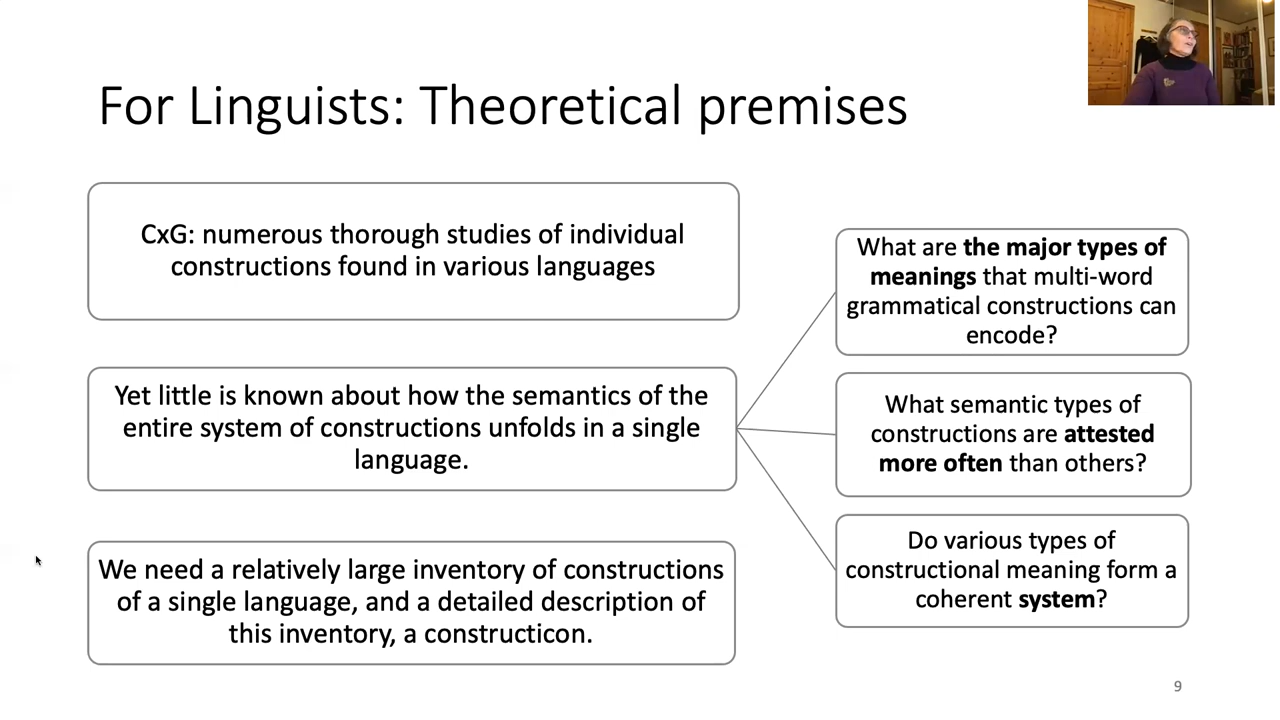 For Linguists: Theoretical premises
CxG: numerous thorough studies of individual
constructions found in various languages
Yet little is known about how the semantics of the
entire system of constructions unfolds in a single
language.
We need a relatively large inventory of constructions
of a single language, and a detailed description of
this inventory, a constructicon.
What are the major types of
meanings that multi-word
grammatical constructions can
encode?
What semantic types of
constructions are attested
more often than others?
Do various types of
constructional meaning form a
coherent system?
9